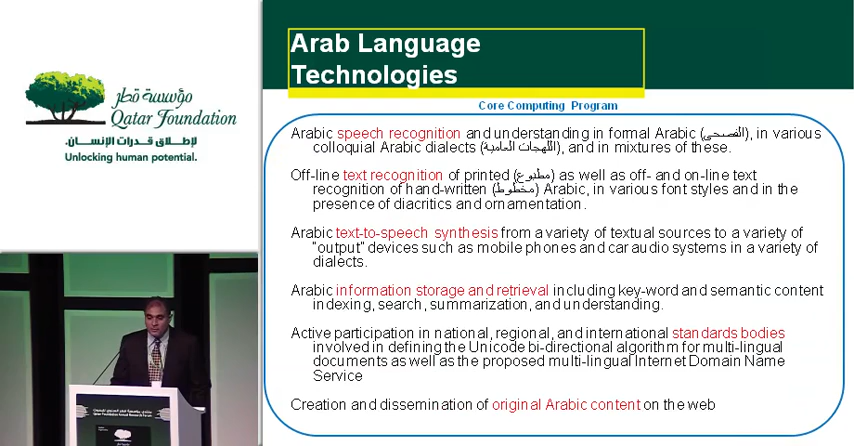 مؤسسة قطر
Qatar Foundation
لإطلاق قدرات الإنسان.
Unlocking human potential.
Arab Language
Technologies
Core Computing Program
Arabic speech recognition and understanding in formal Arabic (الفصحى), in various
colloquial Arabic dialects (اللهجات العامية), and in mixtures of these.
Off-line text recognition of printed (مطبوع) as well as off- and on-line text
recognition of hand-written (مخطوط) Arabic, in various font styles and in the
presence of diacritics and ornamentation.
Arabic text-to-speech synthesis from a variety of textual sources to a variety of
"output" devices such as mobile phones and car audio systems in a variety of
dialects.
Arabic information storage and retrieval including key-word and semantic content
indexing, search, summarization, and understanding.
Active participation in national, regional, and international standards bodies
involved in defining the Unicode bi-directional algorithm for multi-lingual
documents as well as the proposed multi-lingual Internet Domain Name
Service
Creation and dissemination of original Arabic content on the web
Qatar Foundation Annual Research Forum